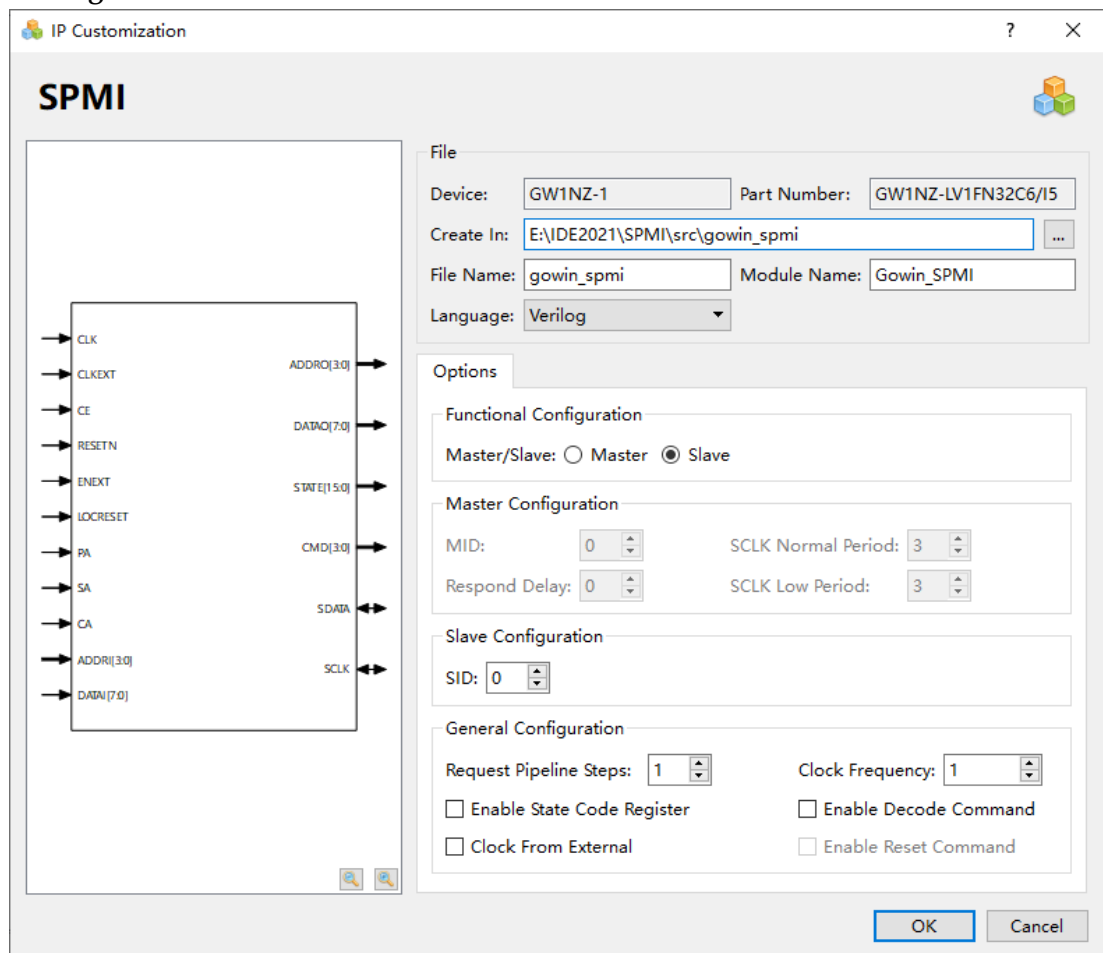 IP Customization ? ×
SPMI
File
Device: GW1NZ-1 Part Number: GW1NZ-LV1FN32C6/I5
Create In: E:\IDE2021\SPMI\src\gowin_spmi ...
File Name: gowin_spmi Module Name: Gowin_SPMI
Language: Verilog
CLK
CLKEXT
CE
RESETN
ENEXT
LOCRESET
PA
SA
CA
ADDRI[3:0]
DATAI[7:0]
ADDRO[3:0]
DATAO[7:0]
STATE[15:0]
CMD[3:0]
SDATA
SCLK
Options
Functional Configuration
Master/Slave: Master Slave
Master Configuration
MID: 0 SCLK Normal Period: 3
Respond Delay: 0 SCLK Low Period: 3
Slave Configuration
SID: 0
General Configuration
Request Pipeline Steps: 1 Clock Frequency: 1
Enable State Code Register Enable Decode Command
Clock From External Enable Reset Command
OK Cancel